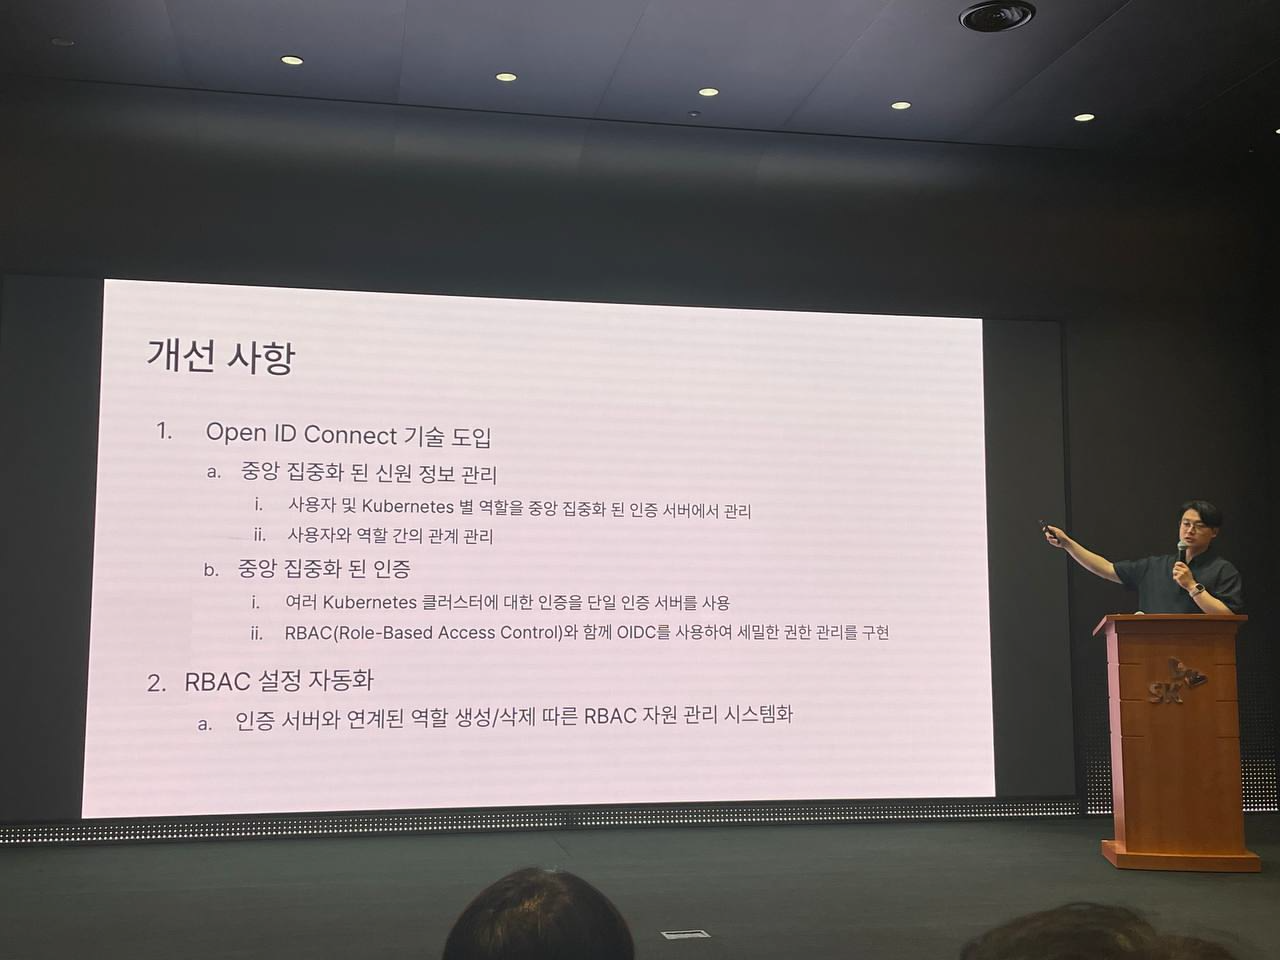 개선 사항
1. Open ID Connect 기술 도입
a. 중앙 집중화 된 신원 정보 관리
i. 사용자 및 Kubernetes 별 역할을 중앙 집중화 된 인증 서버에서 관리
ii. 사용자와 역할 간의 관계 관리
b. 중앙 집중화 된 인증
i. 여러 Kubernetes 클러스터에 대한 인증을 단일 인증 서버를 사용
ii. RBAC(Role-Based Access Control)와 함께 OIDC를 사용하여 세밀한 권한 관리를 구현
2. RBAC 설정 자동화
a. 인증 서버와 연계된 역할 생성/삭제 따른 RBAC 자원 관리 시스템화
SK